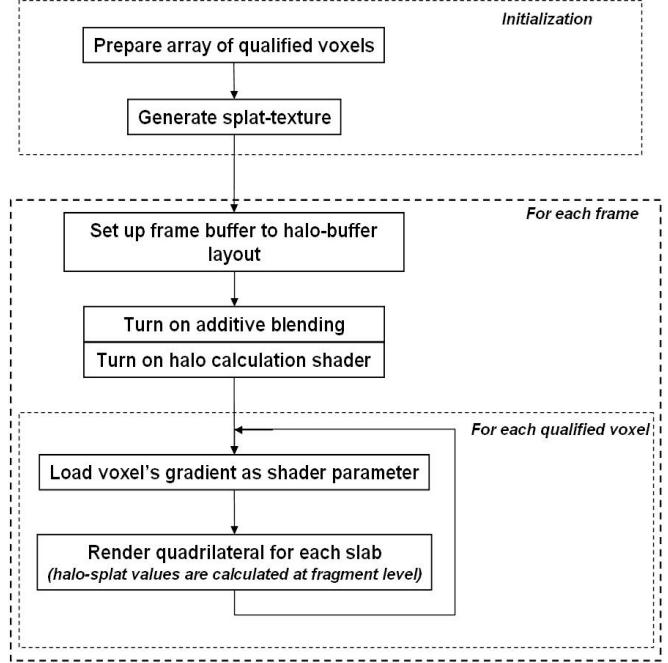 Initialization
Prepare array of qualified voxels
Generate splat-texture
For each frame
Set up frame buffer to halo-buffer
layout
Turn on additive blending
Turn on halo calculation shader
For each qualified voxel
Load voxel's gradient as shader parameter
Render quadrilateral for each slab
(halo-splat values are calculated at fragment level)